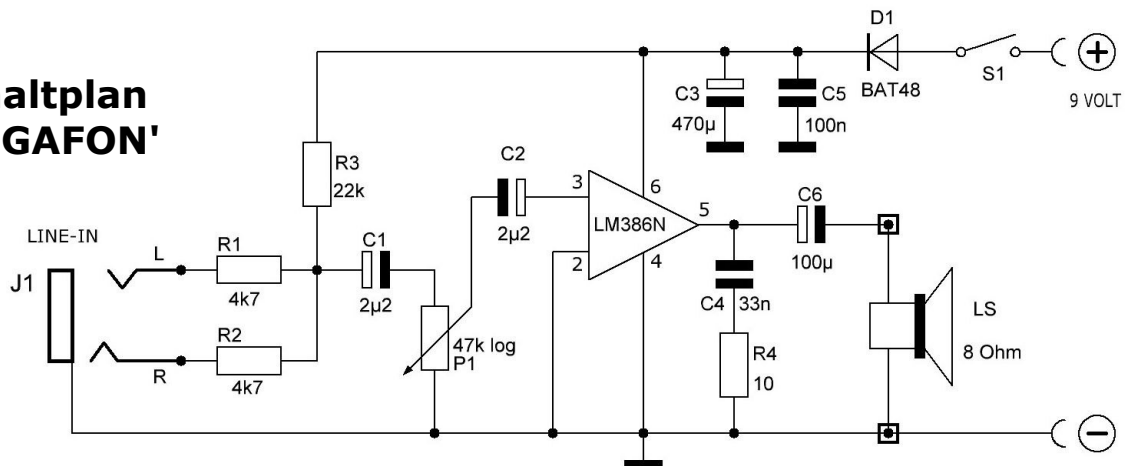 altplan
GAFON'
D1
BAT48
S1
+
9 VOLT
C3
470µ
C5
100n
R3
22k
C2
2µ2
3
6
LM386N
5
2
4
C6
100µ
LINE-IN
J1
L
R1
4k7
C1
2µ2
R2
4k7
R
47k log
P1
C4
33n
R4
10
LS
8 Ohm
−